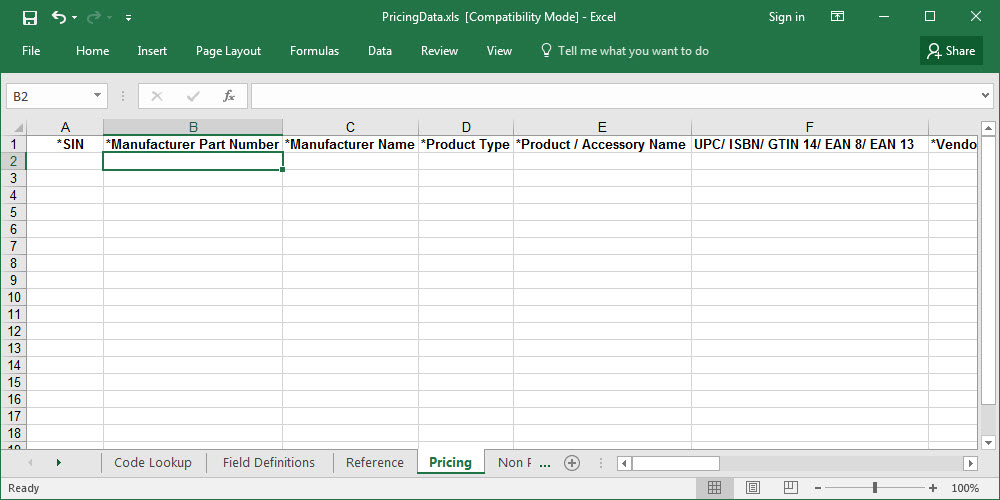 PricingData.xls [Compatibility Mode] - Excel
Sign in
File Home Insert Page Layout Formulas Data Review View Tell me what you want to do Share
B2 fx
A B C D E F
1 *SIN *Manufacturer Part Number *Manufacturer Name *Product Type *Product / Accessory Name UPC/ ISBN/ GTIN 14/ EAN 8/ EAN 13 *Vendo
2
3
4
5
6
7
8
9
10
11
12
13
14
15
16
17
18
19
Code Lookup Field Definitions Reference Pricing Non P ...
Ready 100%